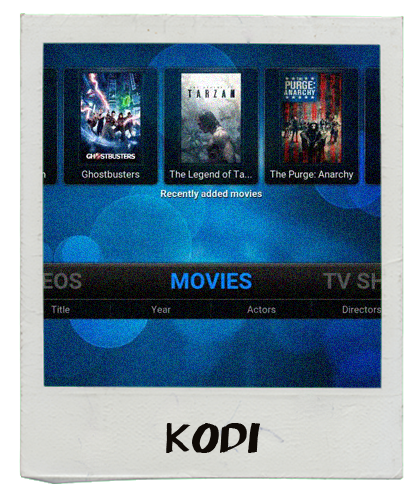 GHOSTBUSTERS
TARZAN
THE
PURGE:
ANARCHY
n
Ghostbusters
The Legend of Ta...
The Purge: Anarchy
Recently added movies
EOS
MOVIES
TV SH
Title
Year
Actors
Directors
KODI